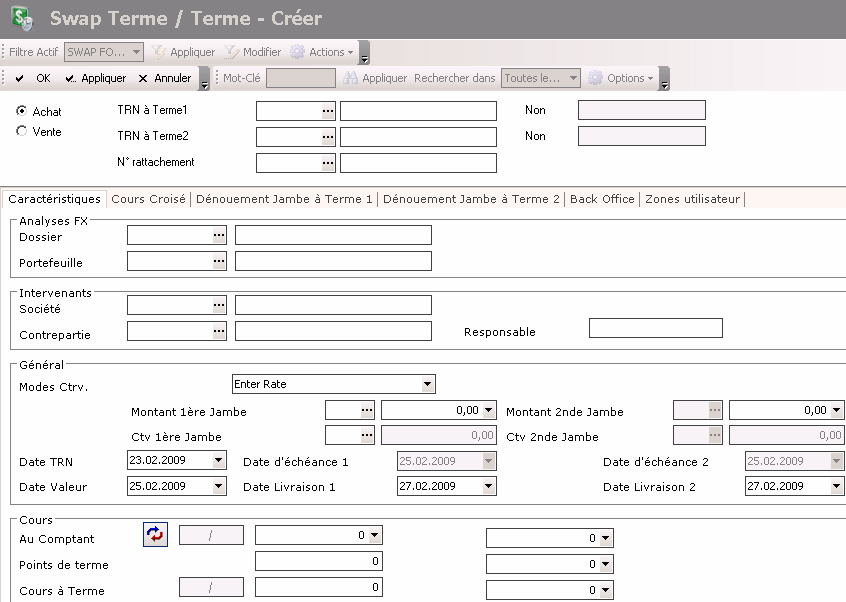 Swap Terme / Terme - Créer
Filtre Actif SWAP FO... Appliquer Modifier Actions
OK Appliquer Annuler Mot-Clé Appliquer Rechercher dans Toutes le... Options
Achat TRN à Terme1 ... Non
Vente TRN à Terme2 ... Non
N° rattachement ...
Caractéristiques Cours Croisé Dénouement Jambe à Terme 1 Dénouement Jambe à Terme 2 Back Office Zones utilisateur
Analyses FX
Dossier ...
Portefeuille ...
Intervenants
Société ...
Contrepartie ... Responsable
Général
Modes Ctrv. Enter Rate
Montant 1ère Jambe ... 0,00 Montant 2nde Jambe ... 0,00
Ctv 1ère Jambe ... 0,00 Ctv 2nde Jambe ... 0,00
Date TRN 23.02.2009 Date d'échéance 1 25.02.2009 Date d'échéance 2 25.02.2009
Date Valeur 25.02.2009 Date Livraison 1 27.02.2009 Date Livraison 2 27.02.2009
Cours
Au Comptant / 0 0
Points de terme 0 0
Cours à Terme / 0 0